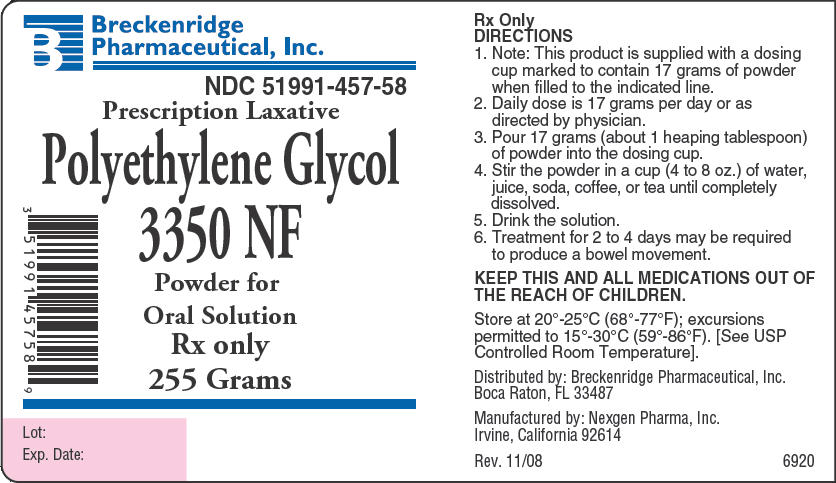 B
Breckenridge
Pharmaceutical, Inc.
NDC 51991-457-58
Prescription Laxative
Polyethylene Glycol
3350 NF
Powder for
Oral Solution
Rx only
255 Grams
3 51991 45758 9
Lot:
Exp. Date:
Rx Only
DIRECTIONS
1. Note: This product is supplied with a dosing
cup marked to contain 17 grams of powder
when filled to the indicated line.
2. Daily dose is 17 grams per day or as
directed by physician.
3. Pour 17 grams (about 1 heaping tablespoon)
of powder into the dosing cup.
4. Stir the powder in a cup (4 to 8 oz.) of water,
juice, soda, coffee, or tea until completely
dissolved.
5. Drink the solution.
6. Treatment for 2 to 4 days may be required
to produce a bowel movement.
KEEP THIS AND ALL MEDICATIONS OUT OF
THE REACH OF CHILDREN.
Store at 20°-25°C (68°-77°F); excursions
permitted to 15°-30°C (59°-86°F). [See USP
Controlled Room Temperature].
Distributed by: Breckenridge Pharmaceutical, Inc.
Boca Raton, FL 33487
Manufactured by: Nexgen Pharma, Inc.
Irvine, California 92614
Rev. 11/08 6920